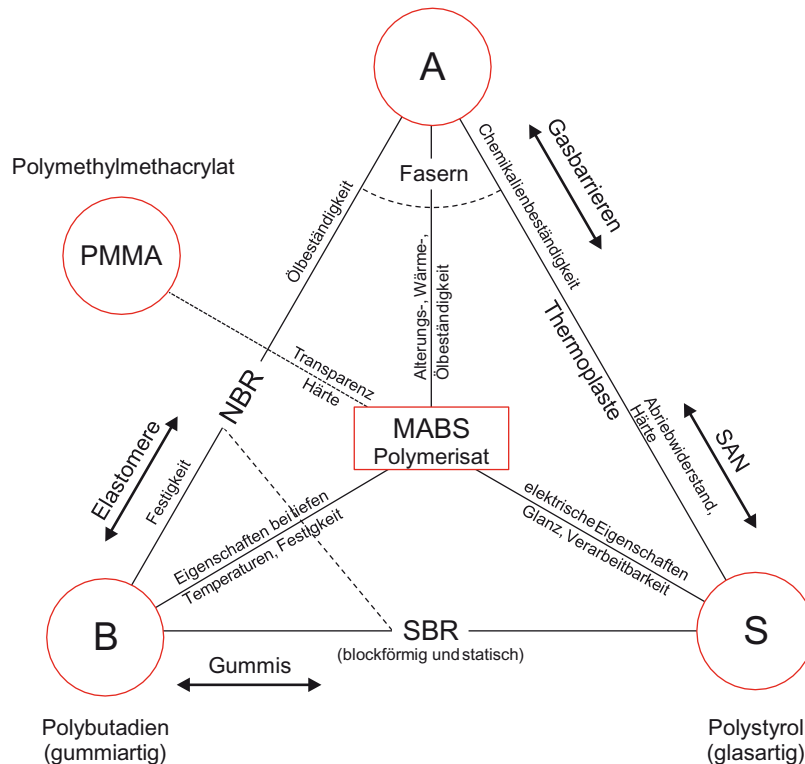 A
Polymethylmethacrylat
PMMA
Fasern
Ölbeständigkeit
Chemikalienbeständigkeit
Gasbarrieren
Alterungs-, Wärme-,
Ölbeständigkeit
Thermoplaste
Transparenz
Härte
NBR
Abriebwiderstand,
Härte
SAN
MABS
Polymerisat
Elastomere
Festigkeit
Eigenschaften bei tiefen
Temperaturen, Festigkeit
elektrische Eigenschaften
Glanz, Verarbeitbarkeit
B
SBR
(blockförmig und statisch)
S
Gummis
Polybutadien
(gummiartig)
Polystyrol
(glasartig)